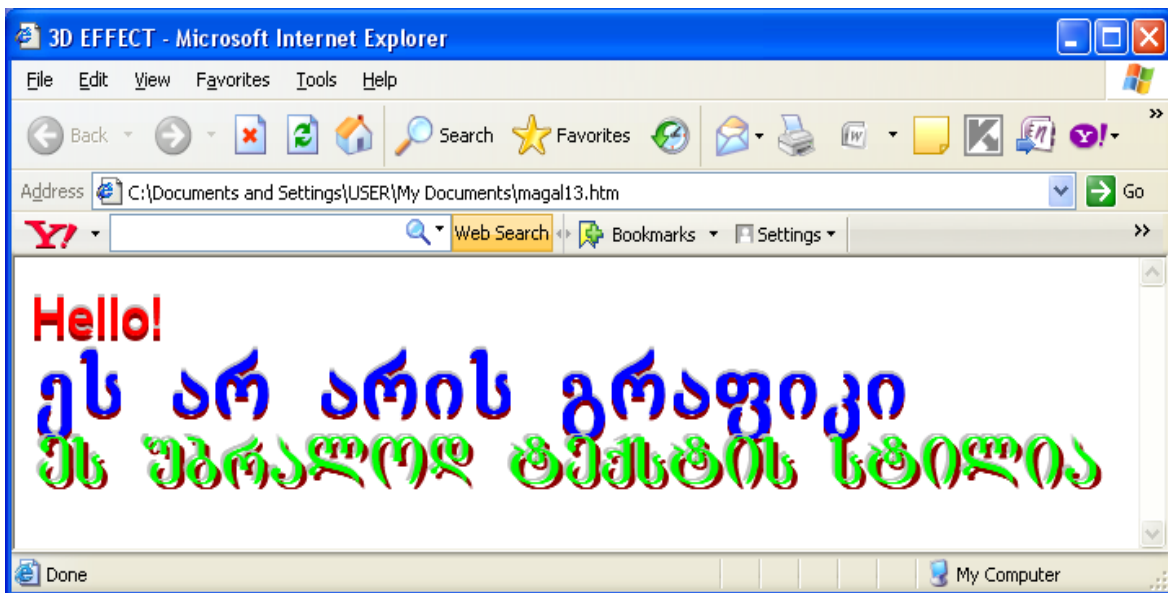 3D EFFECT - Microsoft Internet Explorer
File Edit View Favorites Tools Help
Back Search Favorites
Address C:\Documents and Settings\USER\My Documents\magal13.htm Go
Y! Web Search Bookmarks Settings
Hello!
ეს არ არის გრაფიკი
ეს უბრალოდ ტექსტის სტილია
Done My Computer